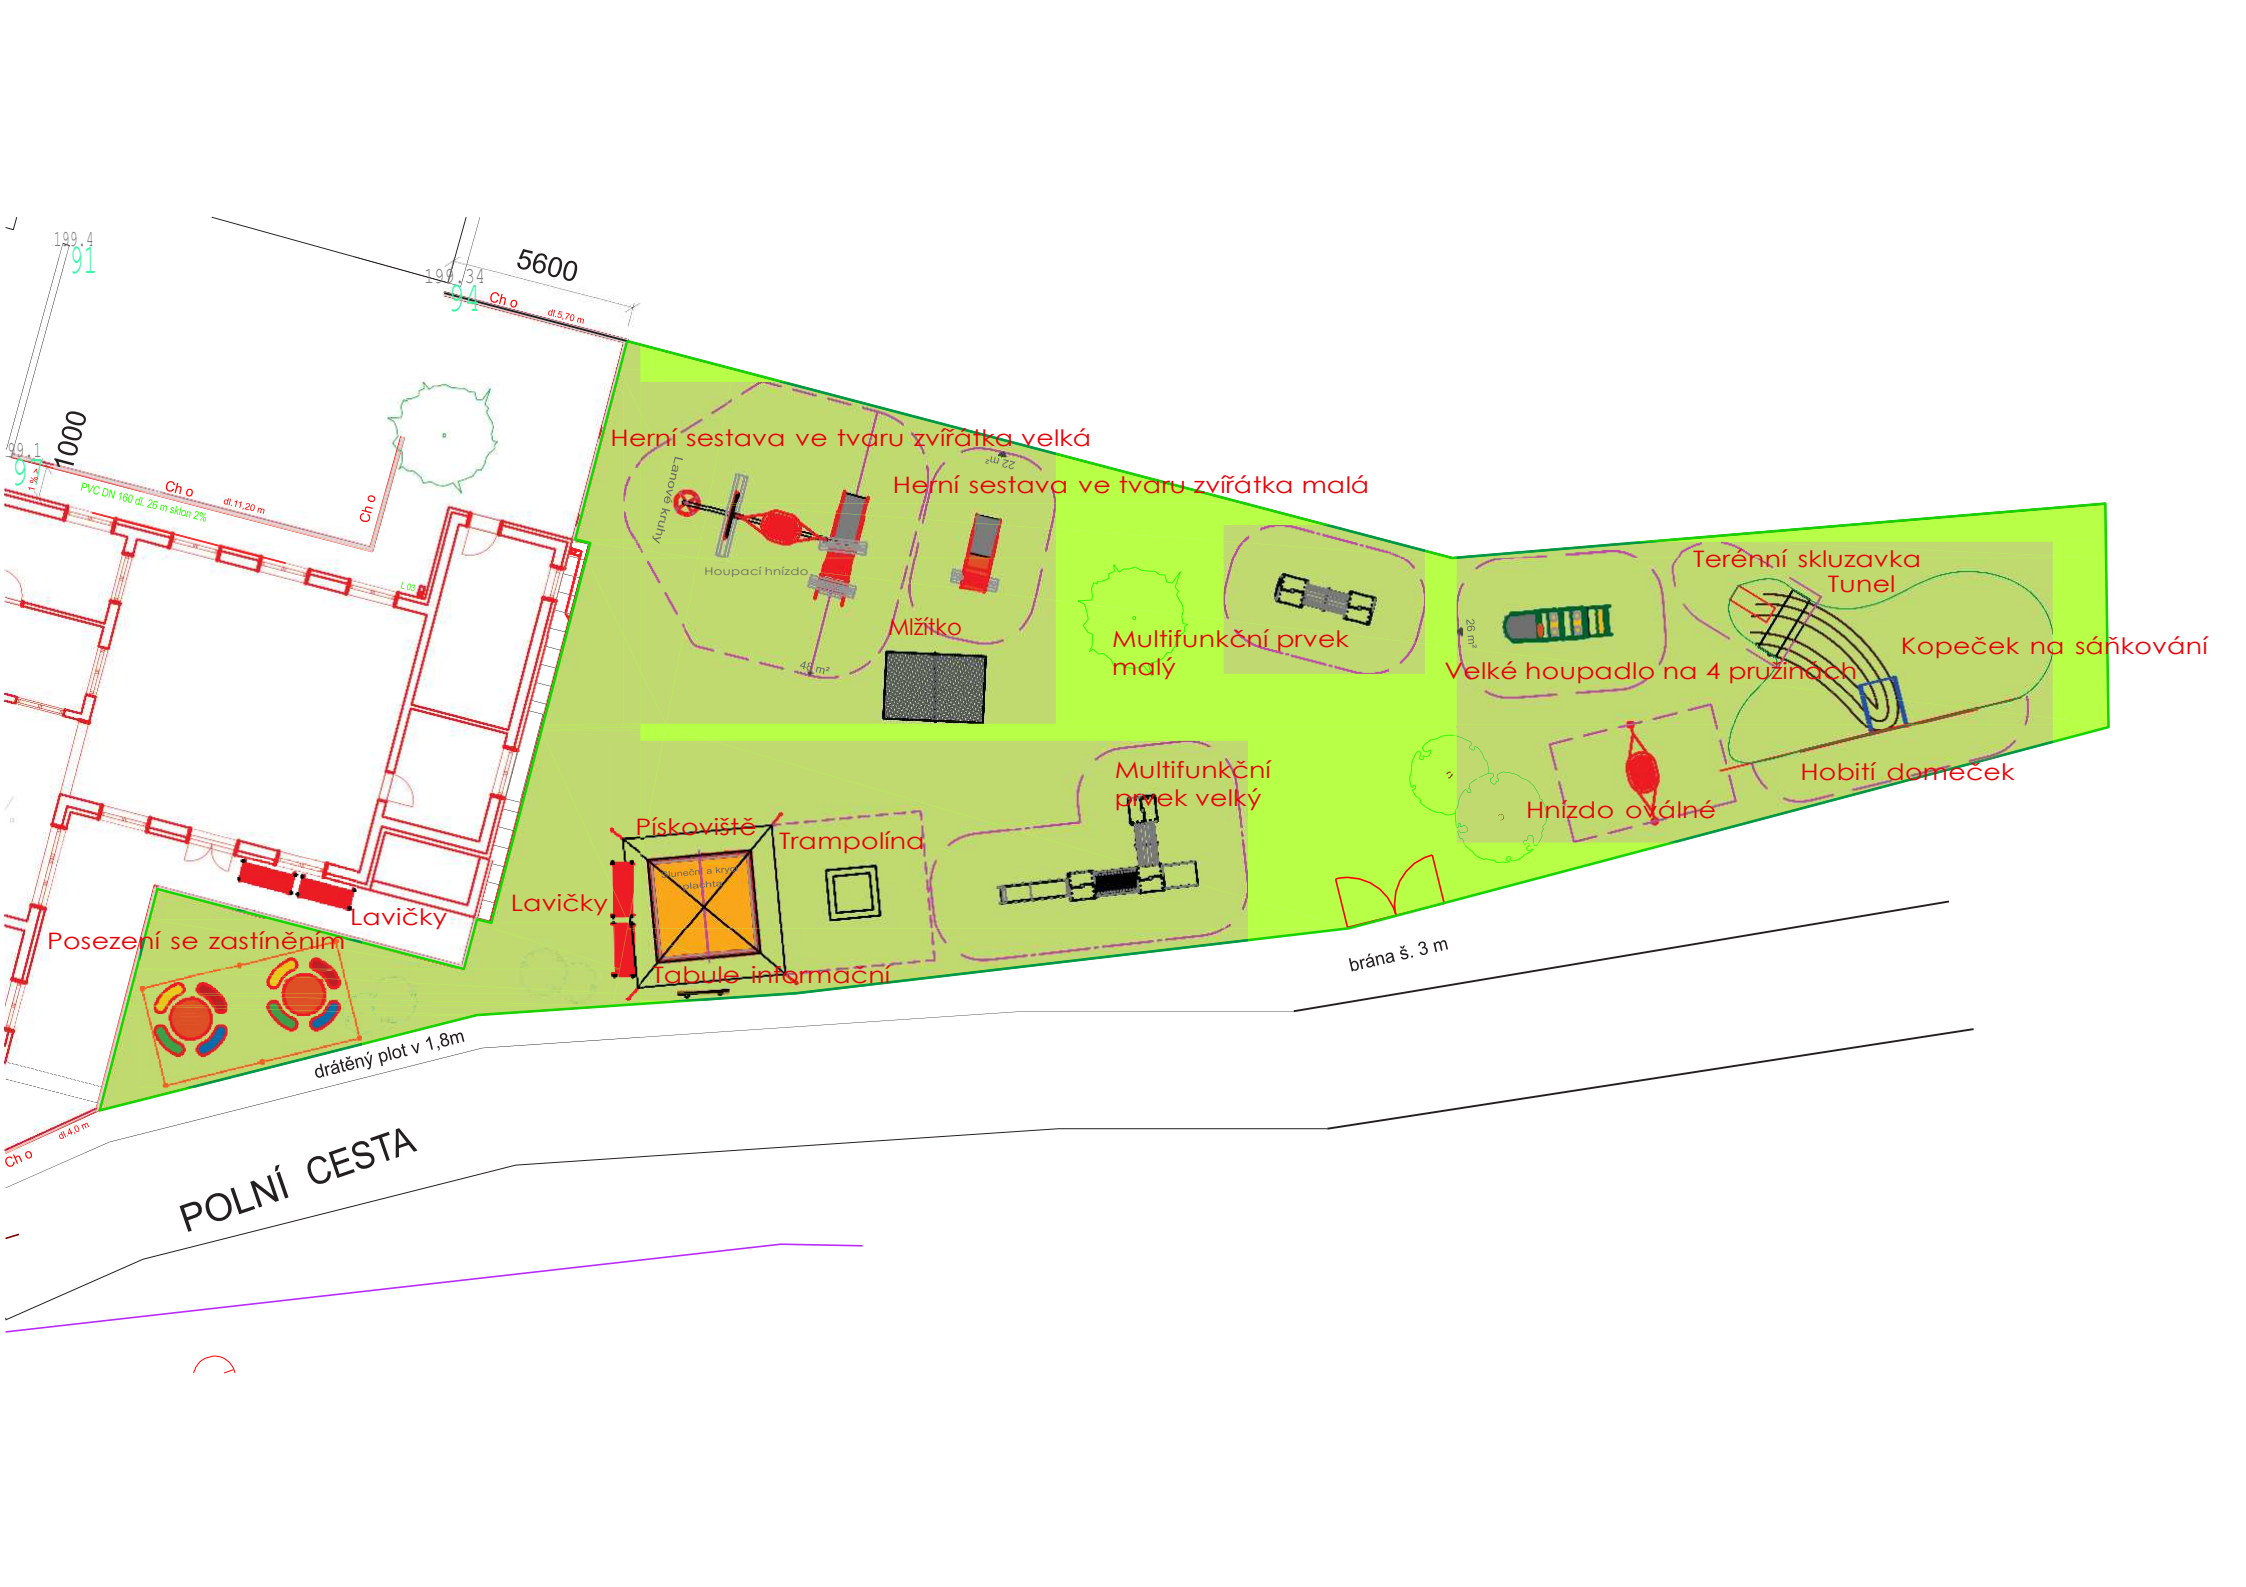 199.4
91
5600
199.34
94
Ch o
dl.5,70 m
1000
99.1
97
1 % >
Ch o
PVC DN 160 dl. 26 m sklon 2%
dl.11,20 m
Ch o
L 03
Herní sestava ve tvaru zvířátka velká
Lanové kruhy
22 m²
Herní sestava ve tvaru zvířátka malá
Houpací hnízdo
48 m²
Mlžítko
Multifunkční prvek
malý
Terénní skluzavka
Tunel
26 m²
Kopeček na sáňkování
Velké houpadlo na 4 pružinách
Hobití domeček
Hnízdo oválné
Multifunkční
prvek velký
Pískoviště
Trampolína
plachta
Lavičky
Lavičky
Posezení se zastíněním
Tabule informační
brána š. 3 m
drátěný plot v 1,8m
dl.4,0 m
Ch o
POLNÍ CESTA